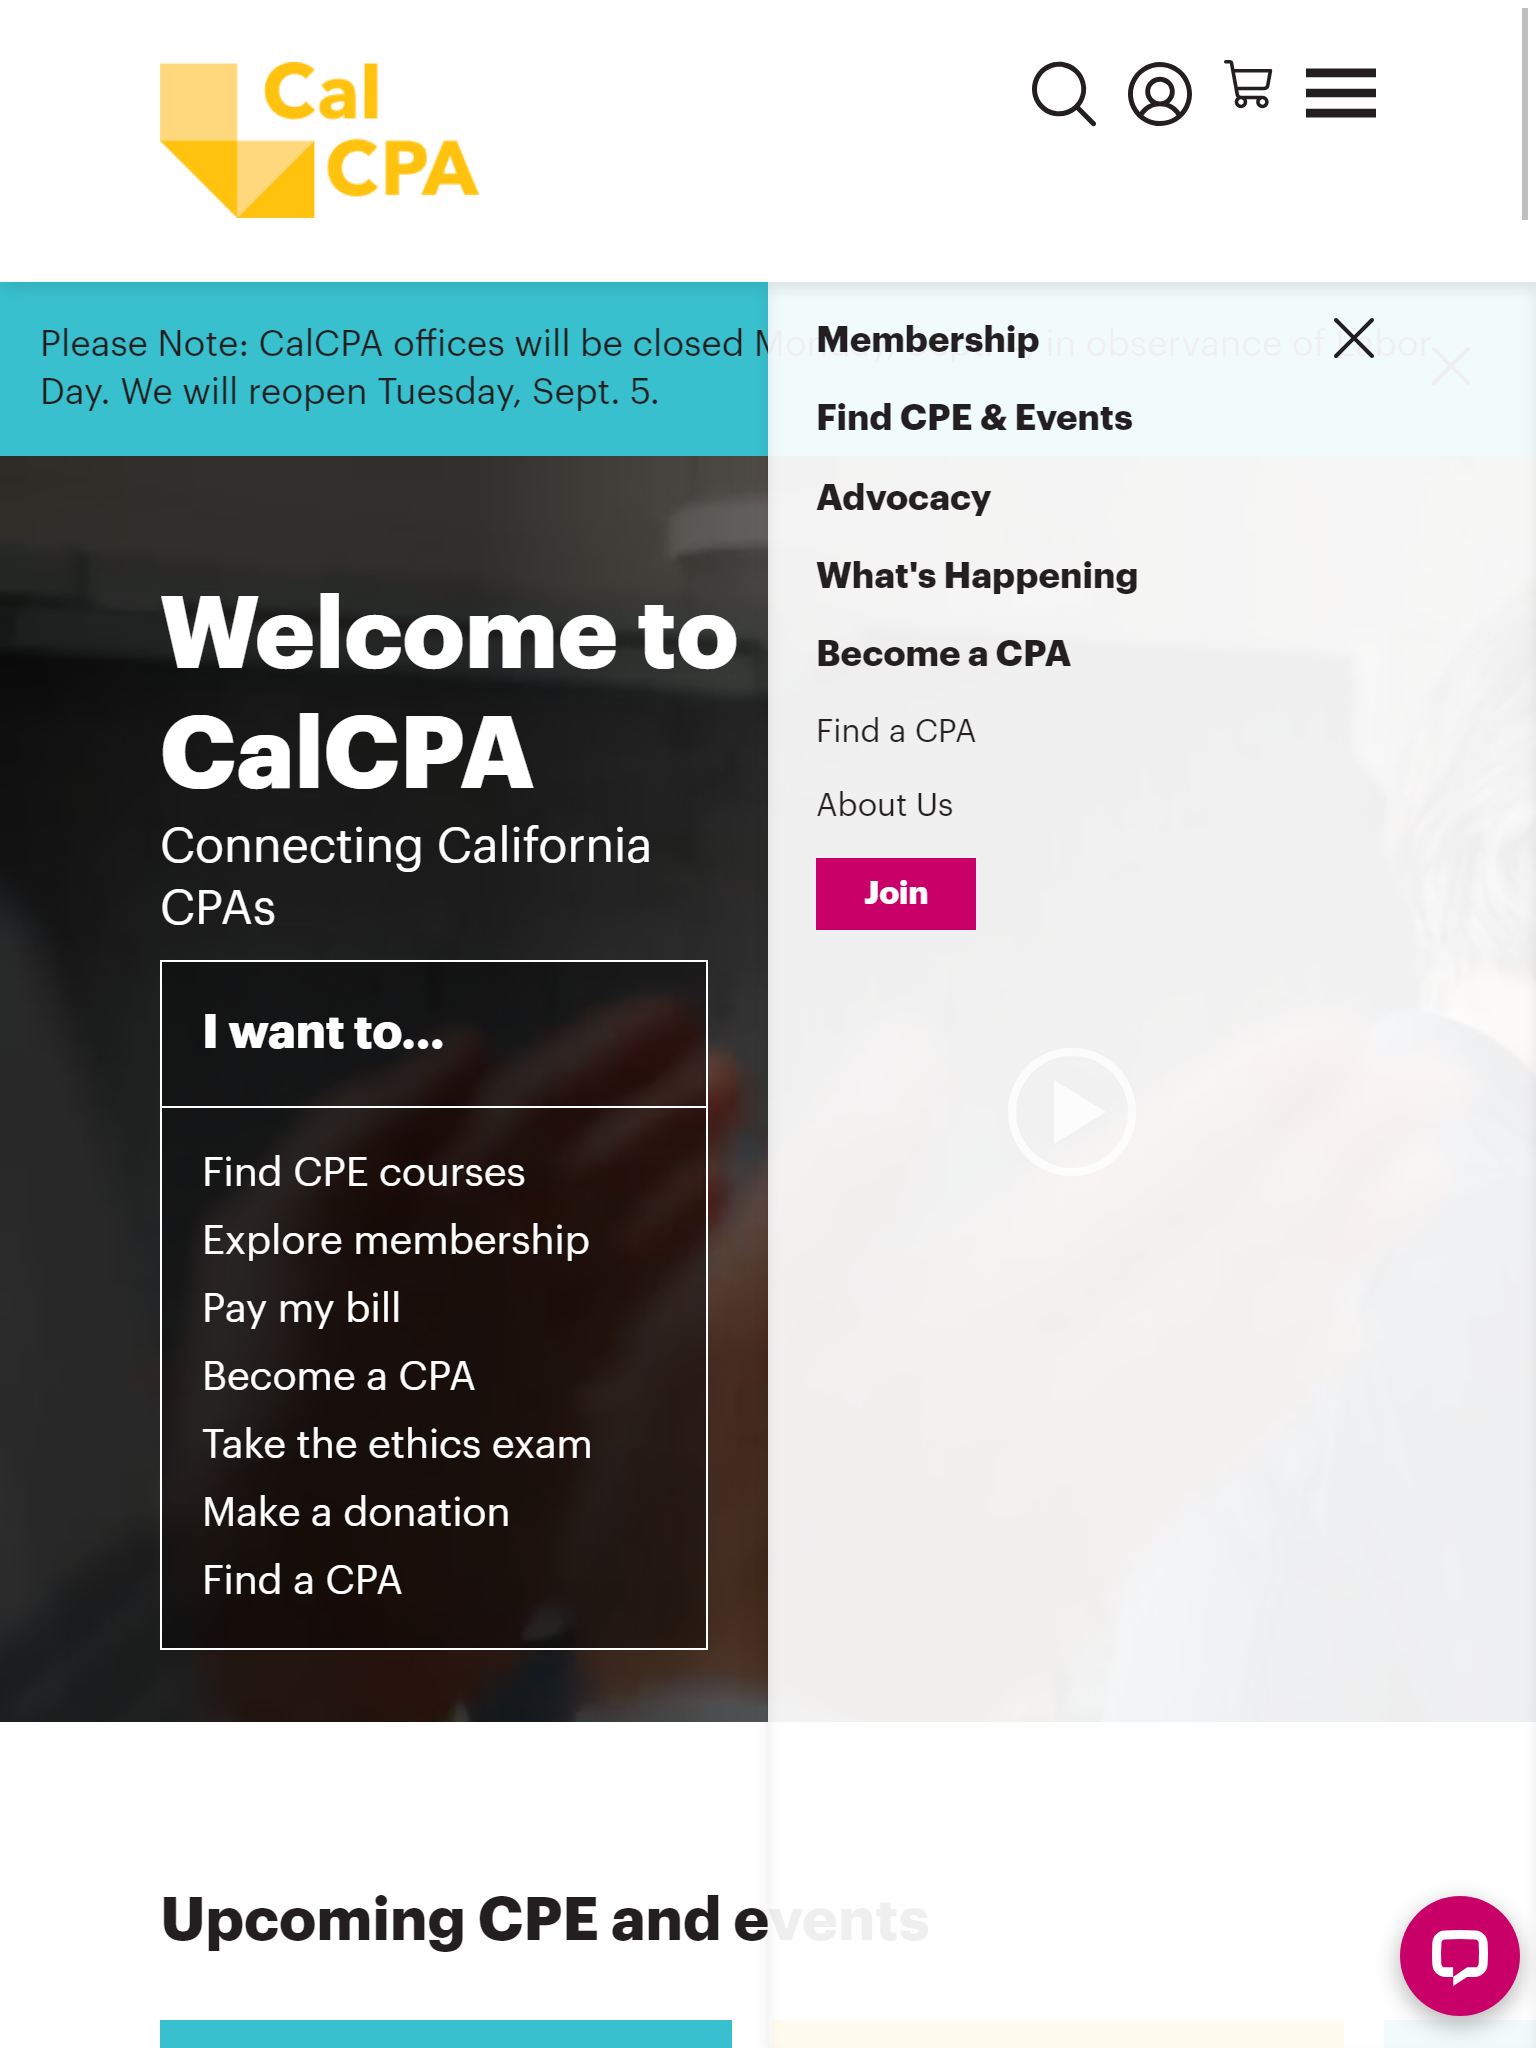 Cal
CPA
Please Note: CalCPA offices will be closed in observance of Labor
Day. We will reopen Tuesday, Sept. 5.
Membership
Find CPE & Events
Advocacy
What's Happening
Become a CPA
Find a CPA
About Us
Join
Welcome to
CalCPA
Connecting California
CPAs
I want to...
Find CPE courses
Explore membership
Pay my bill
Become a CPA
Take the ethics exam
Make a donation
Find a CPA
Upcoming CPE and events